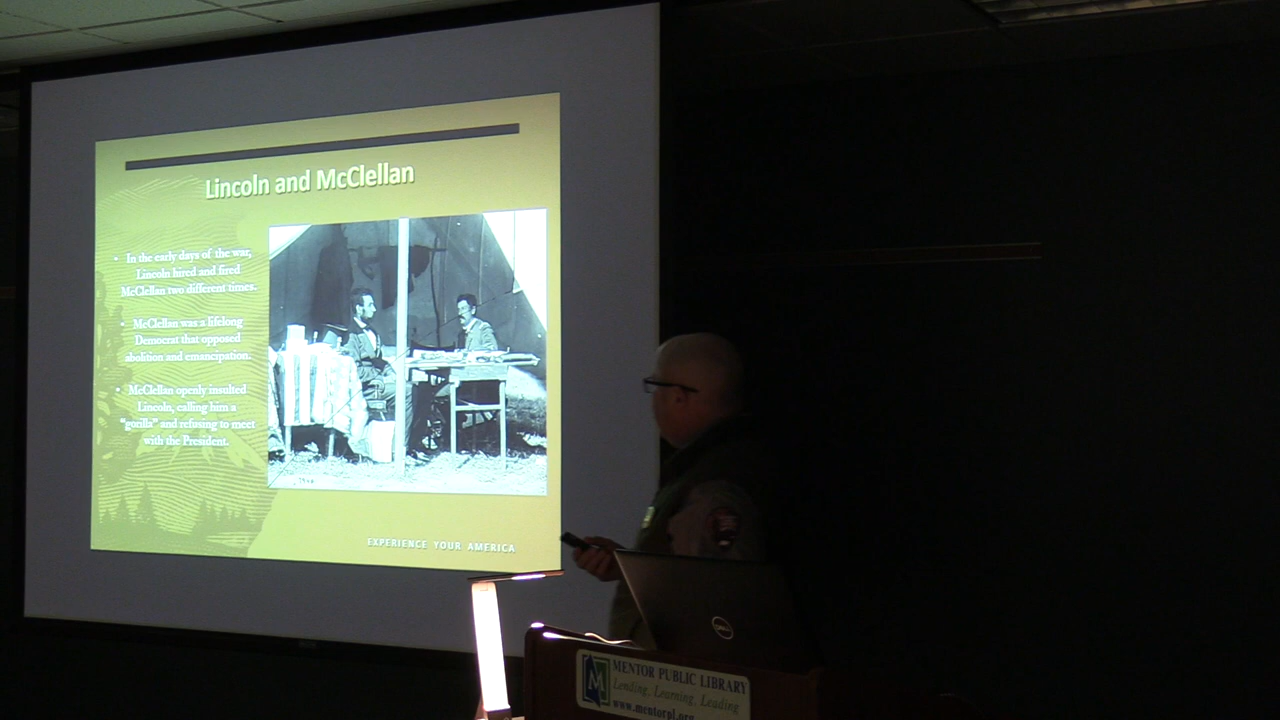 Lincoln and McClellan
• In the early days of the war,
Lincoln hired and fired
McClellan two different times.
• McClellan was a lifelong
Democrat that opposed
abolition and emancipation.
• McClellan openly insulted
Lincoln, calling him a
"gorilla" and refusing to meet
with the President.
EXPERIENCE YOUR AMERICA
DELL
M
MENTOR PUBLIC LIBRARY
Lending, Learning, Leading
www.mentorpl.org